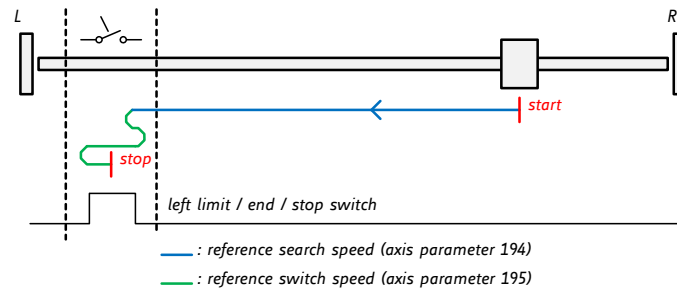 L
R
start
stop
left limit / end / stop switch
: reference search speed (axis parameter 194)
: reference switch speed (axis parameter 195)